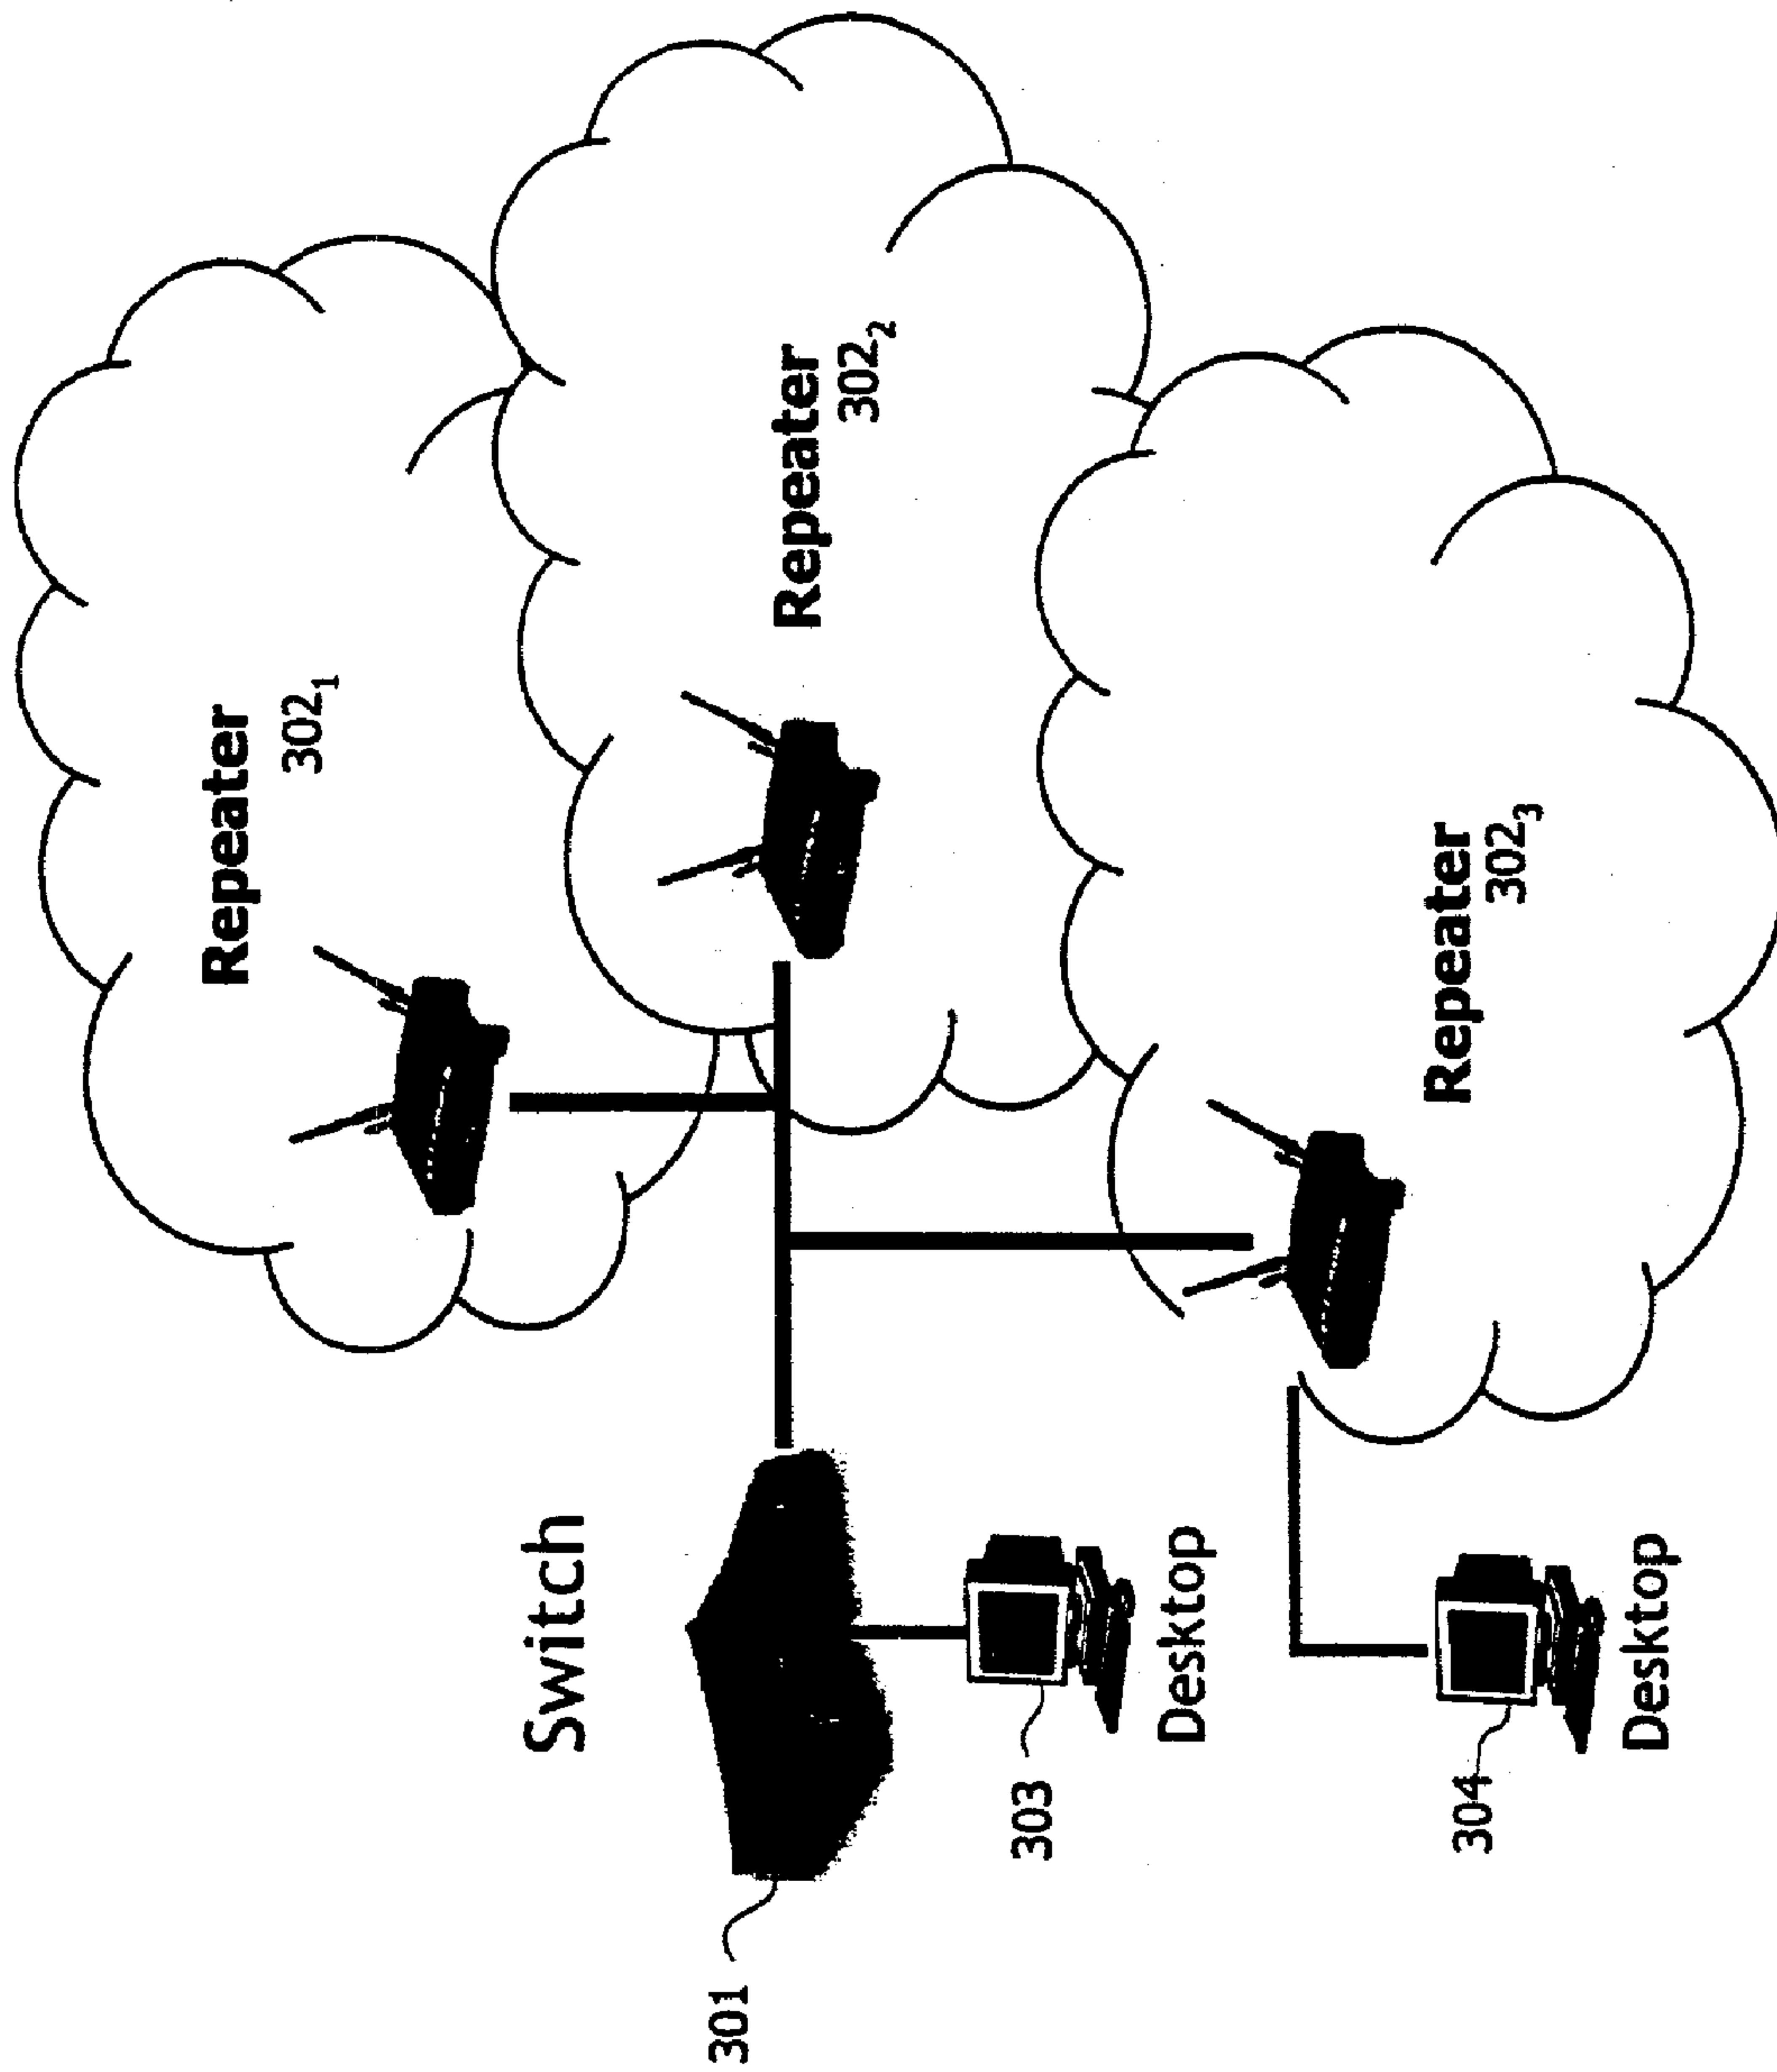 Repeater
302₁
Repeater
302₂
Repeater
302₃
Switch
301
303
Desktop
304
Desktop